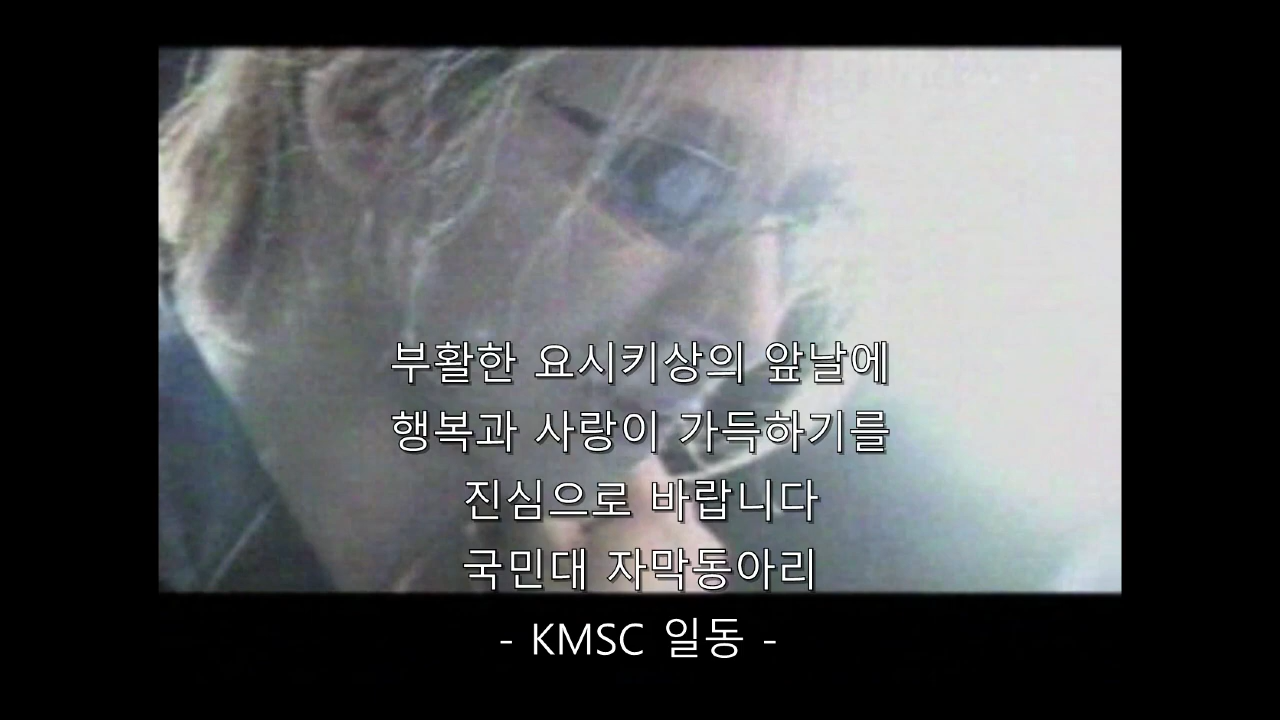 부활한 요시키상의 앞날에
행복과 사랑이 가득하기를
진심으로 바랍니다
국민대 자막동아리
- KMSC 일동 -